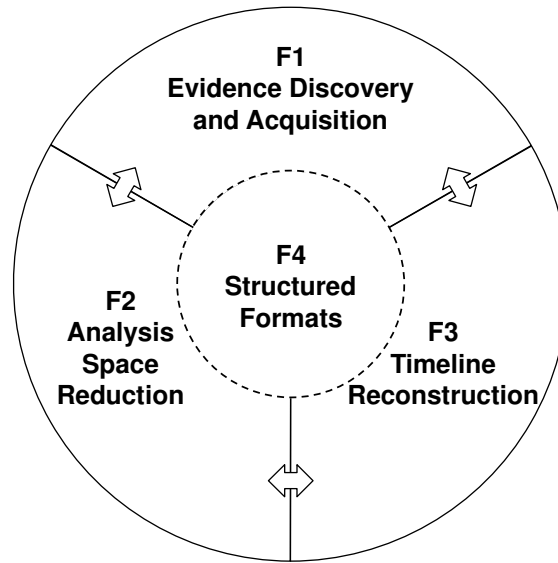 F1
Evidence Discovery
and Acquisition
F4
Structured
Formats
F2
Analysis
Space
Reduction
F3
Timeline
Reconstruction